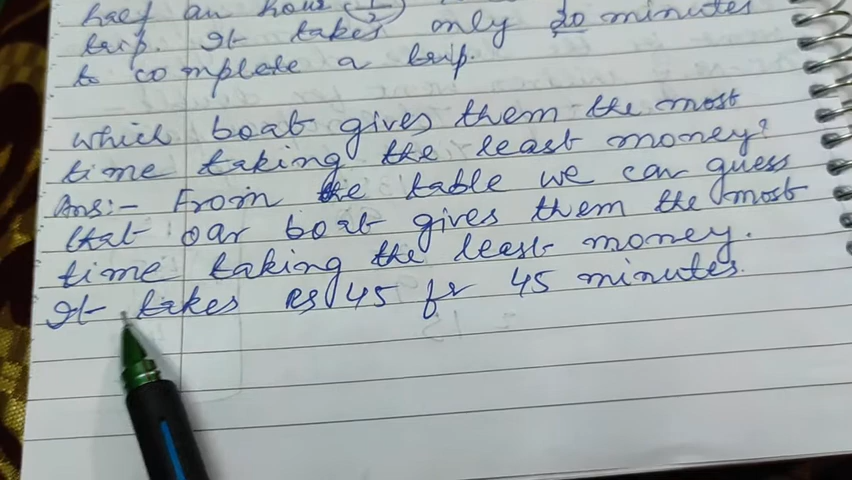 half an hour (1/2)
trip. It takes only 20 minutes
to complete a trip.
which boat gives them the most
time taking the least money?
Ans:- From the table we can guess
that oar boat gives them the most
time taking the least money.
It takes Rs 45 for 45 minutes.